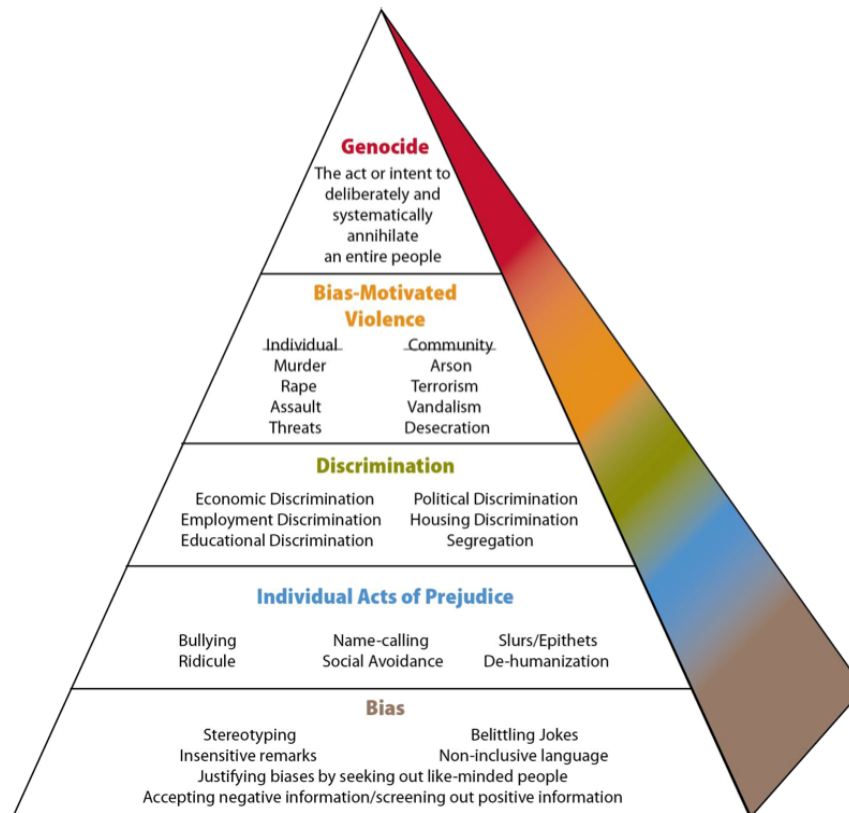 Genocide
The act or intent to
deliberately and
systematically
annihilate
an entire people
Bias-Motivated
Violence
Individual Community
Murder Arson
Rape Terrorism
Assault Vandalism
Threats Desecration
Discrimination
Economic Discrimination Political Discrimination
Employment Discrimination Housing Discrimination
Educational Discrimination Segregation
Individual Acts of Prejudice
Bullying Name-calling Slurs/Epithets
Ridicule Social Avoidance De-humanization
Bias
Stereotyping Belittling Jokes
Insensitive remarks Non-inclusive language
Justifying biases by seeking out like-minded people
Accepting negative information/screening out positive information